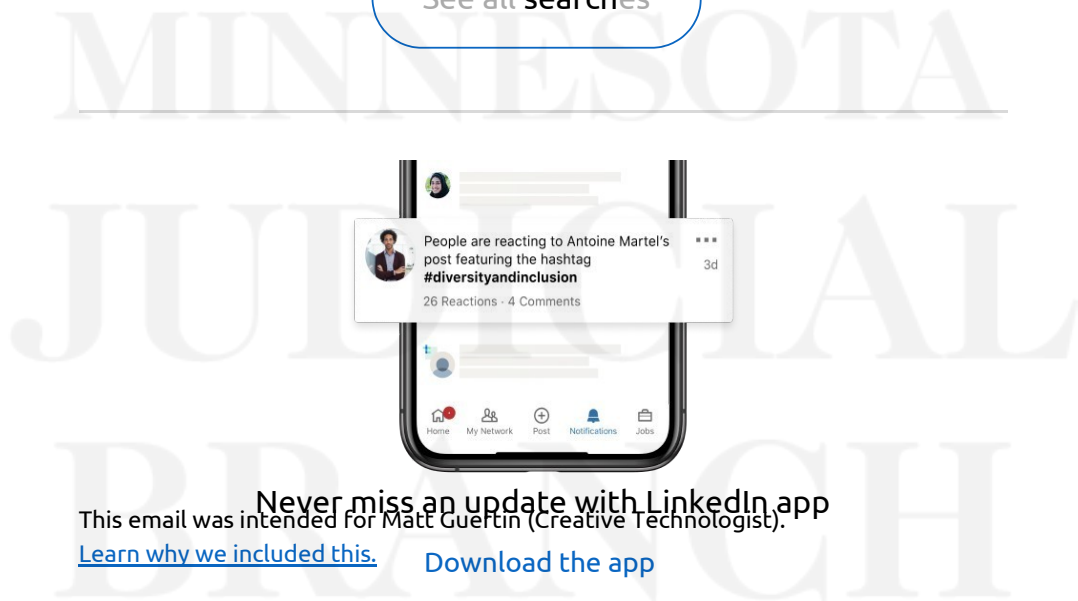 See all searches
MINNESOTA
People are reacting to Antoine Martel's
post featuring the hashtag
#diversityandinclusion
3d
26 Reactions · 4 Comments
JUDICIAL
Home
My Network
Post
Notifications
Jobs
BRANCH
Never miss an update with LinkedIn app
This email was intended for Matt Guertin (Creative Technologist).
Learn why we included this.
Download the app